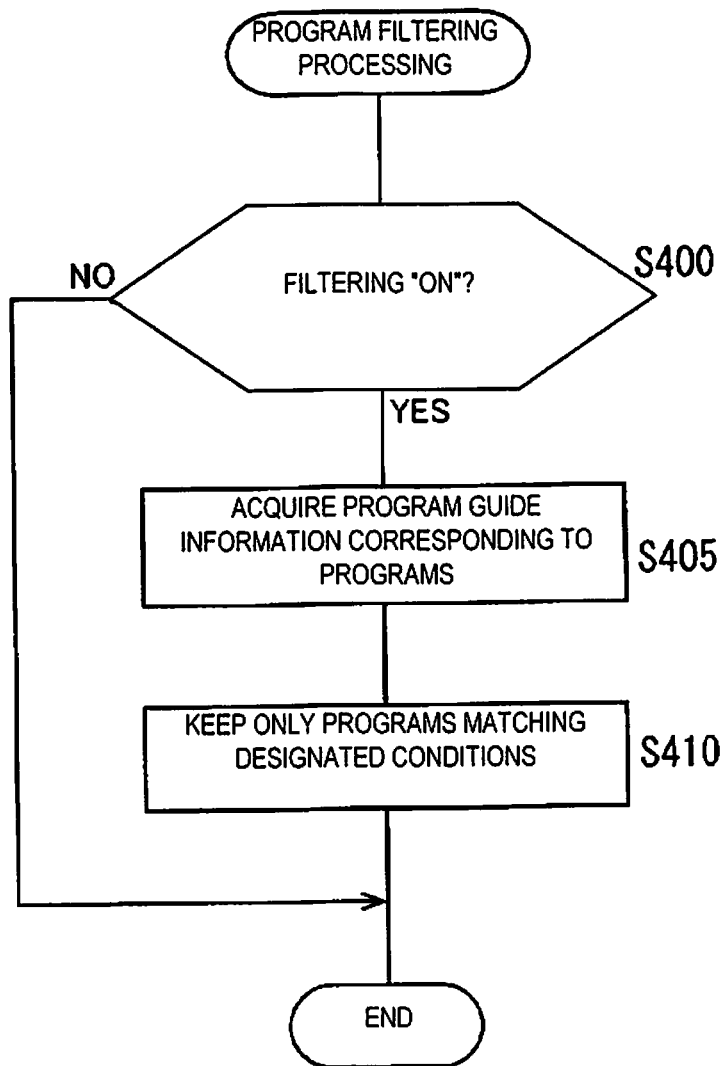 PROGRAM FILTERING
PROCESSING
NO
FILTERING "ON"?
S400
YES
ACQUIRE PROGRAM GUIDE
INFORMATION CORRESPONDING TO
PROGRAMS
S405
KEEP ONLY PROGRAMS MATCHING
DESIGNATED CONDITIONS
S410
END